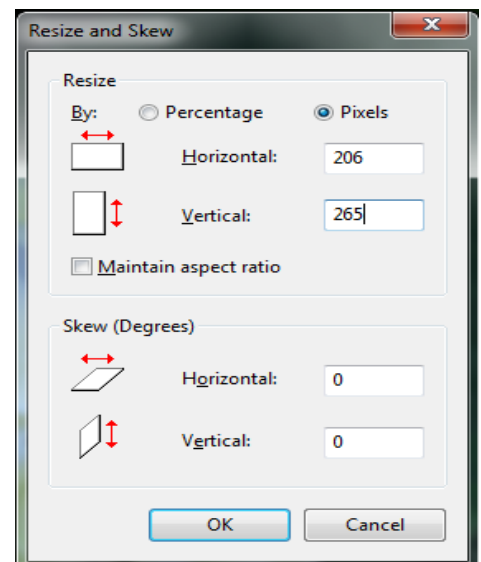 Resize and Skew
Resize
By: Percentage Pixels
Horizontal: 206
Vertical: 265
Maintain aspect ratio
Skew (Degrees)
Horizontal: 0
Vertical: 0
OK Cancel